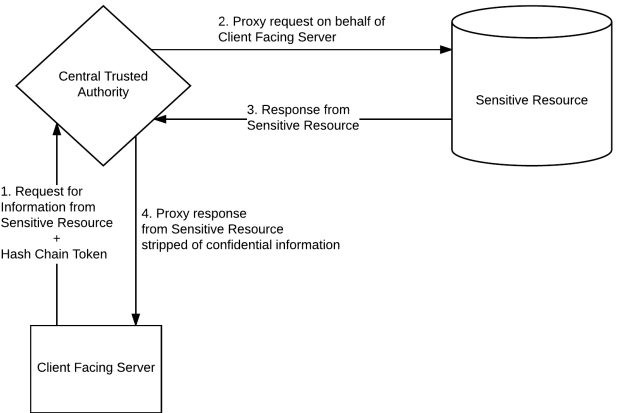 2. Proxy request on behalf of
Client Facing Server
Central Trusted
Authority
Sensitive Resource
3. Response from
Sensitive Resource
1. Request for
Information from
Sensitive Resource
+
Hash Chain Token
4. Proxy response
from Sensitive Resource
stripped of confidential information
Client Facing Server